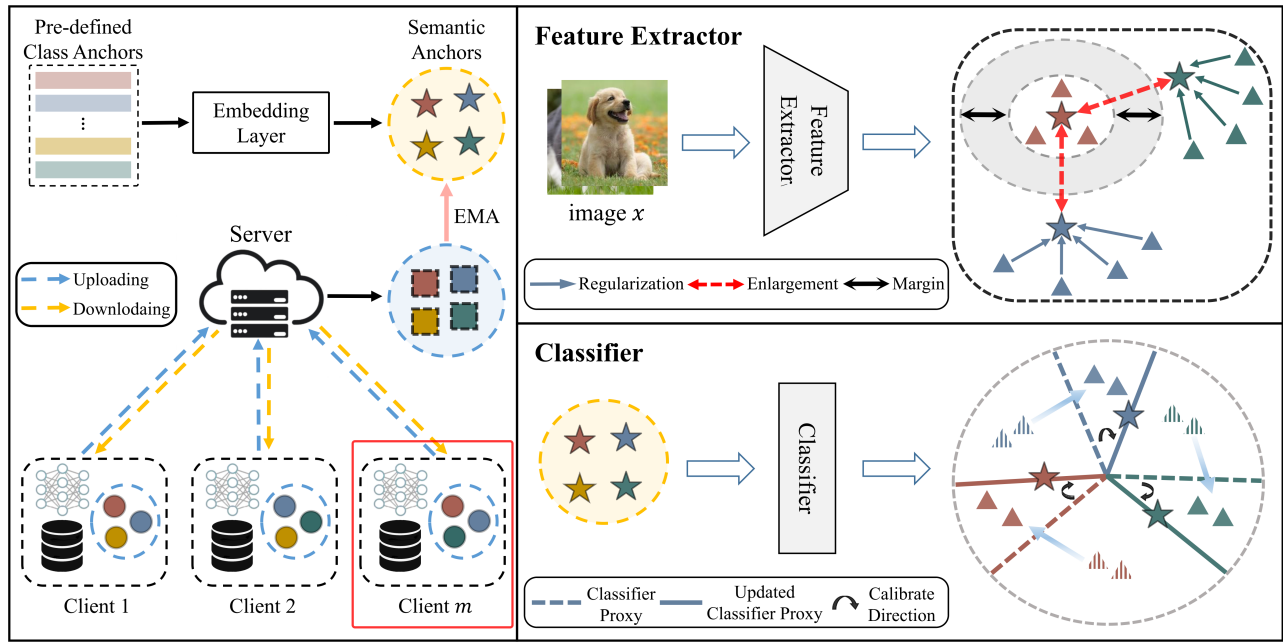 Pre-defined
Class Anchors
Semantic
Anchors
Embedding
Layer
EMA
Server
Uploading
Downlodaing
Client 1
Client 2
Client m
Feature Extractor
image x
Feature
Extractor
Regularization
Enlargement
Margin
Classifier
Classifier
Classifier
Proxy
Updated
Classifier Proxy
Calibrate
Direction